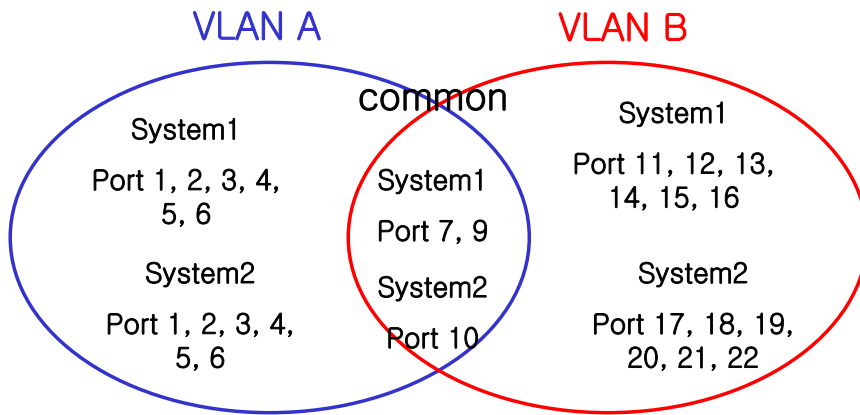 VLAN A
VLAN B
common
System1
Port 1, 2, 3, 4,
5, 6
System2
Port 1, 2, 3, 4,
5, 6
System1
Port 7, 9
System2
Port 10
System1
Port 11, 12, 13,
14, 15, 16
System2
Port 17, 18, 19,
20, 21, 22